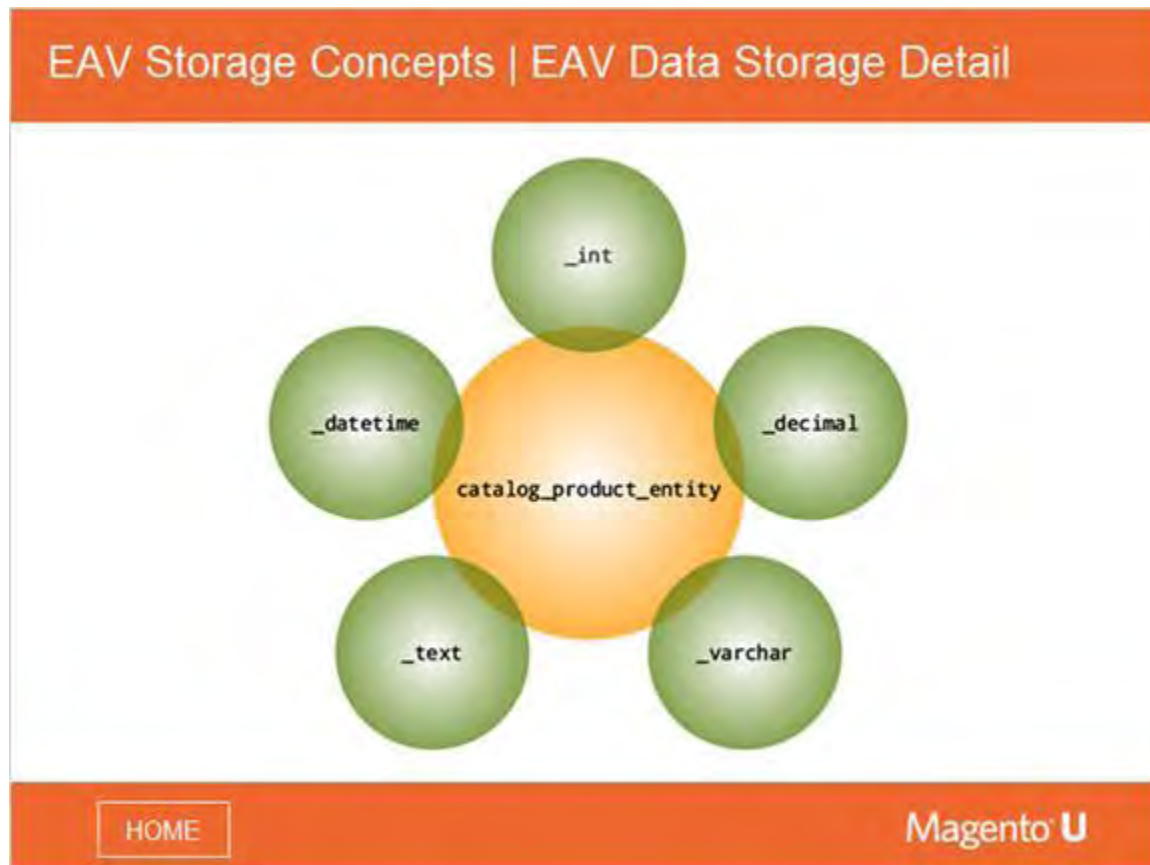 EAV Storage Concepts | EAV Data Storage Detail
_int
_datetime
_decimal
catalog_product_entity
_text
_varchar
HOME
Magento U